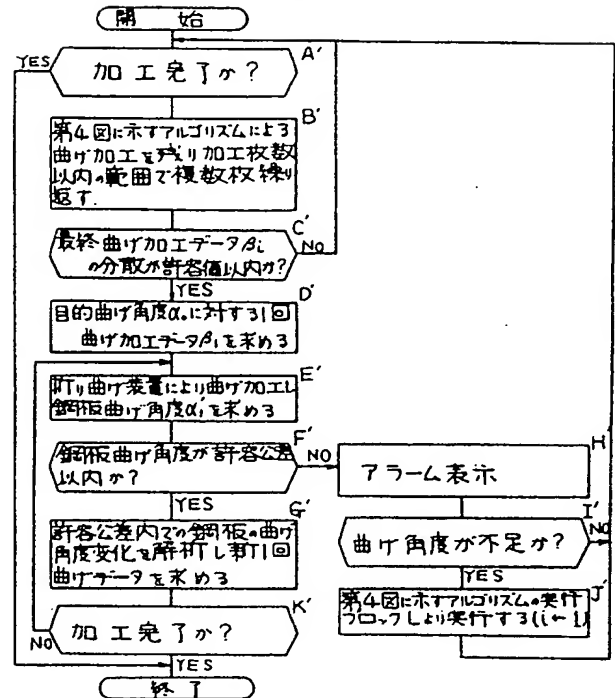 開 始
A'
YES
加工完了か?
B'
第4図に示すアルゴリズムによる
曲げ加工を残り加工枚数
以内の範囲で複数枚繰り
返す.
C'
最終曲げ加工データβi
の分散が許容値以内か?
NO
YES
D'
目的曲げ角度α₀に対する1回
曲げ加工データβ₁を求める
E'
折り曲げ装置により曲げ加工し
鋼板曲げ角度α'₁を求める
F'
鋼板曲げ角度が許容公差
以内か?
NO
YES
H'
アラーム表示
G'
許容公差内での鋼板の曲げ
角度変化を解析し新T1回
曲げデータを求める
I'
曲げ角度が不足か?
NO
YES
J'
第4図に示すアルゴリズムの実行
ブロックLより実行する(i←1)
K'
加工完了か?
NO
YES
終 了